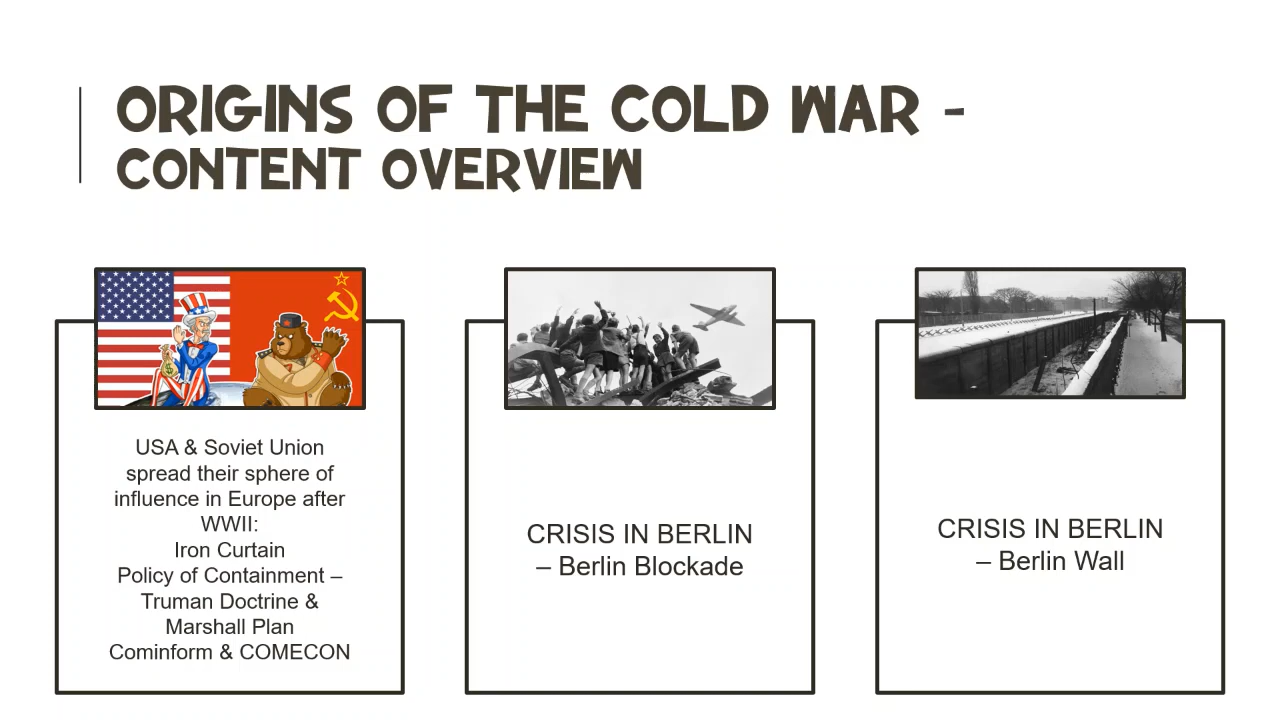 ORIGINS OF THE COLD WAR -
CONTENT OVERVIEW
USA & Soviet Union
spread their sphere of
influence in Europe after
WWII:
Iron Curtain
Policy of Containment –
Truman Doctrine &
Marshall Plan
Cominform & COMECON
CRISIS IN BERLIN
– Berlin Blockade
CRISIS IN BERLIN
– Berlin Wall